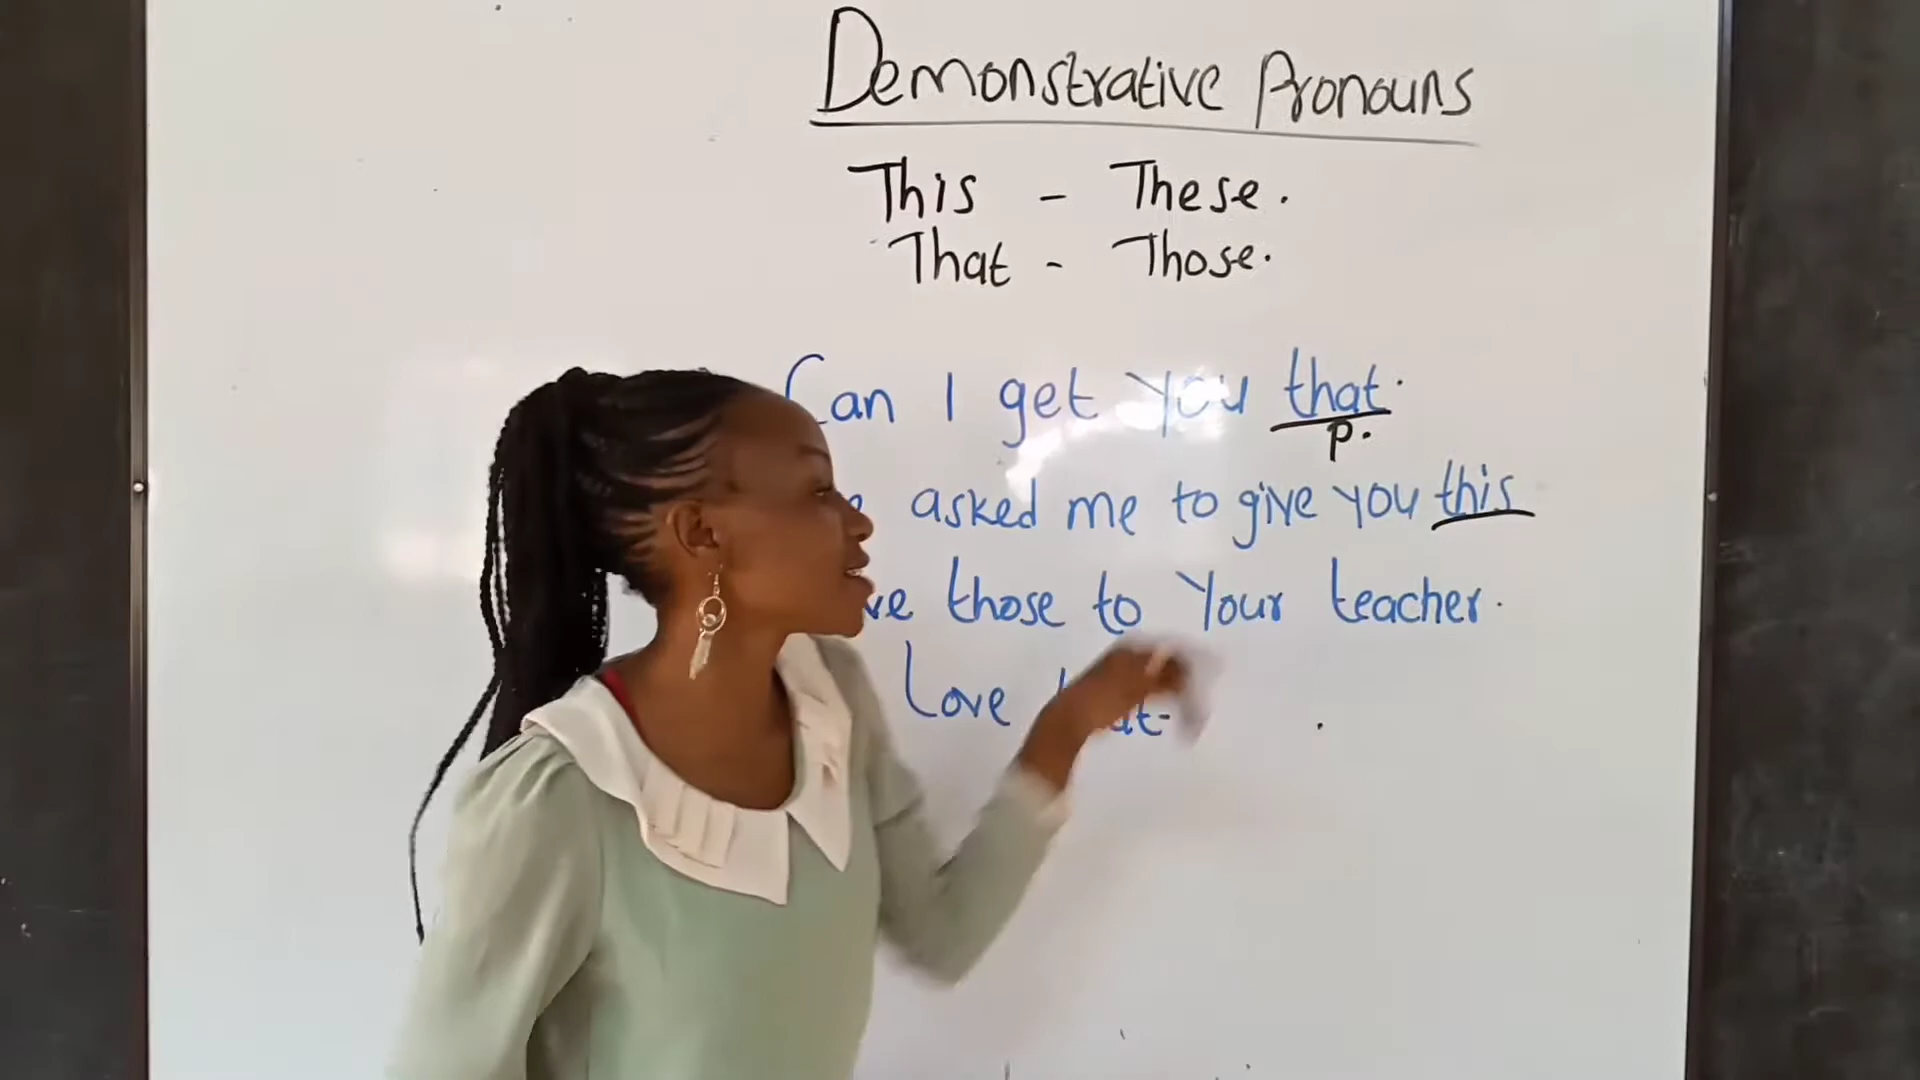 Demonstrative Pronouns
This - These.
That - Those.
Can I get you that.
P.
asked me to give you this
those to your teacher.
Love